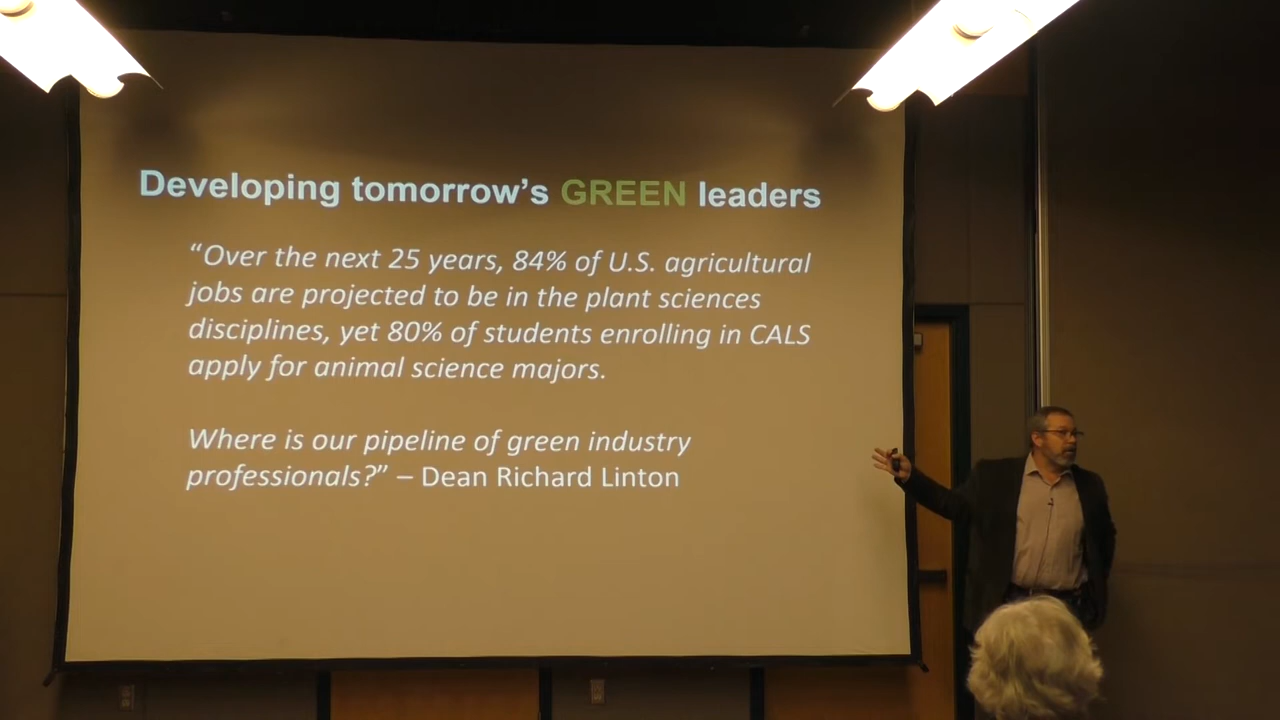 Developing tomorrow’s GREEN leaders
“Over the next 25 years, 84% of U.S. agricultural
jobs are projected to be in the plant sciences
disciplines, yet 80% of students enrolling in CALS
apply for animal science majors.
Where is our pipeline of green industry
professionals?” – Dean Richard Linton